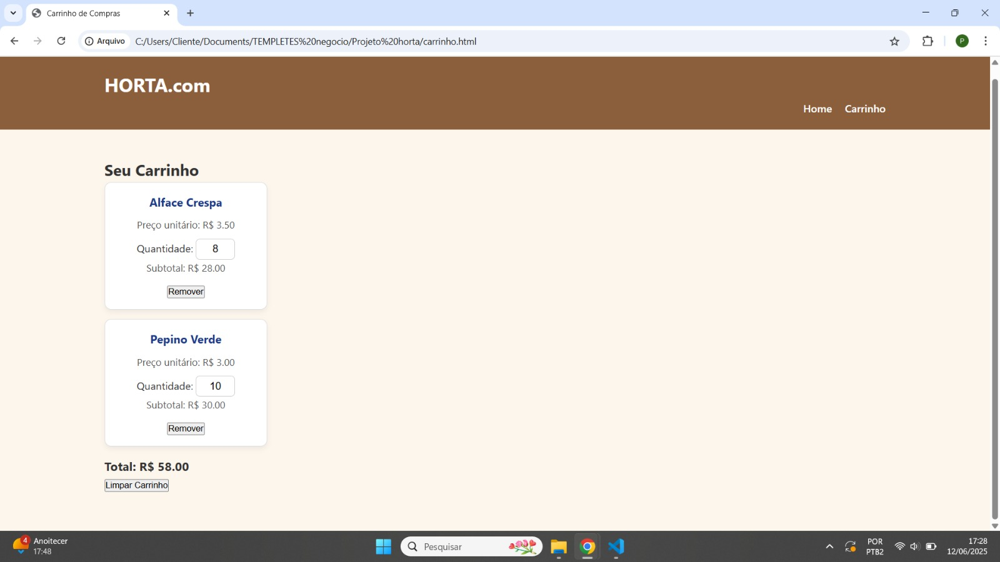 Carrinho de Compras
Arquivo C:/Users/Cliente/Documents/TEMPLETES%20negocio/Projeto%20horta/carrinho.html
P
HORTA.com
Home Carrinho
Seu Carrinho
Alface Crespa
Preço unitário: R$ 3.50
Quantidade: 8
Subtotal: R$ 28.00
Remover
Pepino Verde
Preço unitário: R$ 3.00
Quantidade: 10
Subtotal: R$ 30.00
Remover
Total: R$ 58.00
Limpar Carrinho
4
Anoitecer
17:48
Pesquisar
POR
PTB2
17:28
12/06/2025